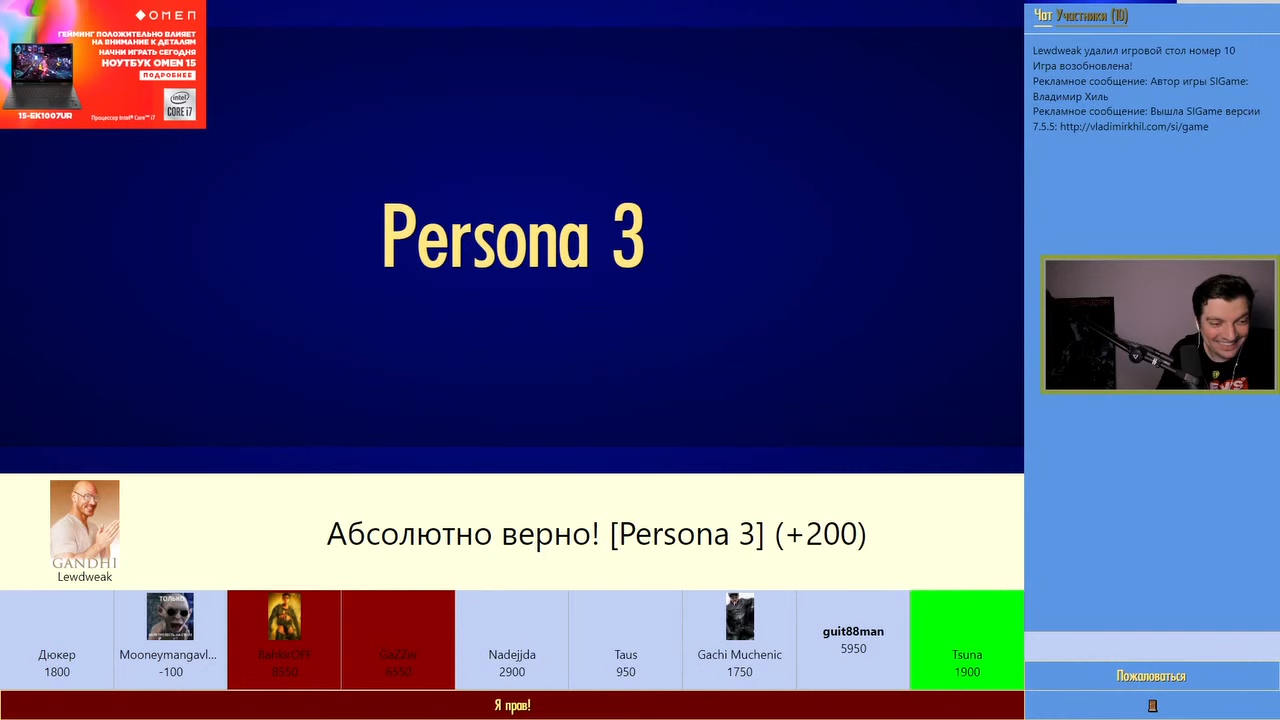 ОМЕП
ГЕЙМИНГ ПОЛОЖИТЕЛЬНО ВЛИЯЕТ
НА ВНИМАНИЕ К ДЕТАЛЯМ
НАЧНИ ИГРАТЬ СЕГОДНЯ
НОУТБУК OMEN 15
ПОДРОБНЕЕ
intel
CORE i7
15-EK1007UR
Процессор Intel® Core™ i7
Persona 3
Абсолютно верно! [Persona 3] (+200)
GANDHI
Lewdweak
ТОЛЬКО
Дюкер
1800
Mooneymangavl...
-100
BahkirOFF
8550
GaZZer
6550
Nadejjda
2900
Taus
950
Gachi Muchenic
1750
guit88man
5950
Tsuna
1900
Я прав!
Чат Участники (10)
Lewdweak удалил игровой стол номер 10
Игра возобновлена!
Рекламное сообщение: Автор игры SIGame:
Владимир Хиль
Рекламное сообщение: Вышла SIGame версии
7.5.5: http://vladimirkhil.com/si/game
Пожаловаться